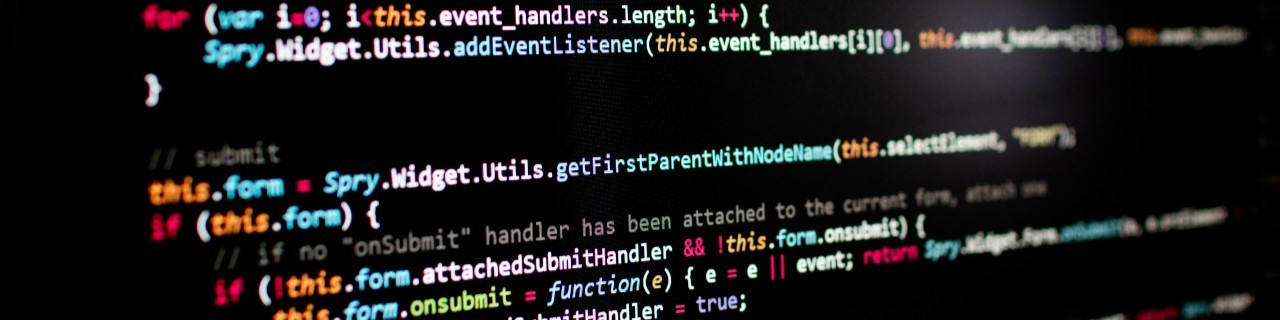 for (var i=0; i<this.event_handlers.length; i++) {
Spry.Widget.Utils.addEventListener(this.event_handlers[i][0], this.event_handlers
}
// submit
this.form = Spry.Widget.Utils.getFirstParentWithNodeName(this.selectElement, "FORM");
if (this.form) {
// if no "onSubmit" handler has been attached to the current form, attach one
if (!this.form.attachedSubmitHandler && !this.form.onsubmit) {
this.form.onsubmit = function(e) { e = e || event; return Spry.Widget.Form.onSubmit(e,
SubmitHandler = true;